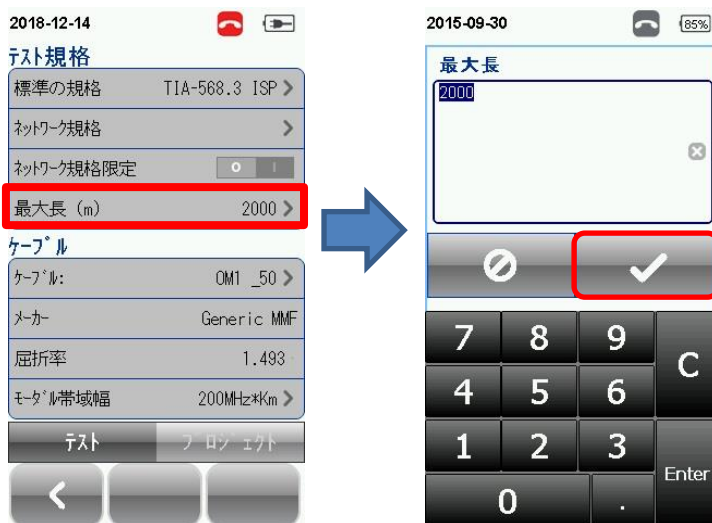 2018-12-14
テスト規格
標準の規格 TIA-568.3 ISP >
ネットワーク規格 >
ネットワーク規格限定 O I
最大長 (m) 2000 >
ケーブル
ケーブル: OM1 _50 >
メーカー Generic MMF
屈折率 1.493
モーダル帯域幅 200MHz*Km >
テスト プロジェクト
2015-09-30 85%
最大長
2000
7 8 9 C
4 5 6
1 2 3 Enter
0 .